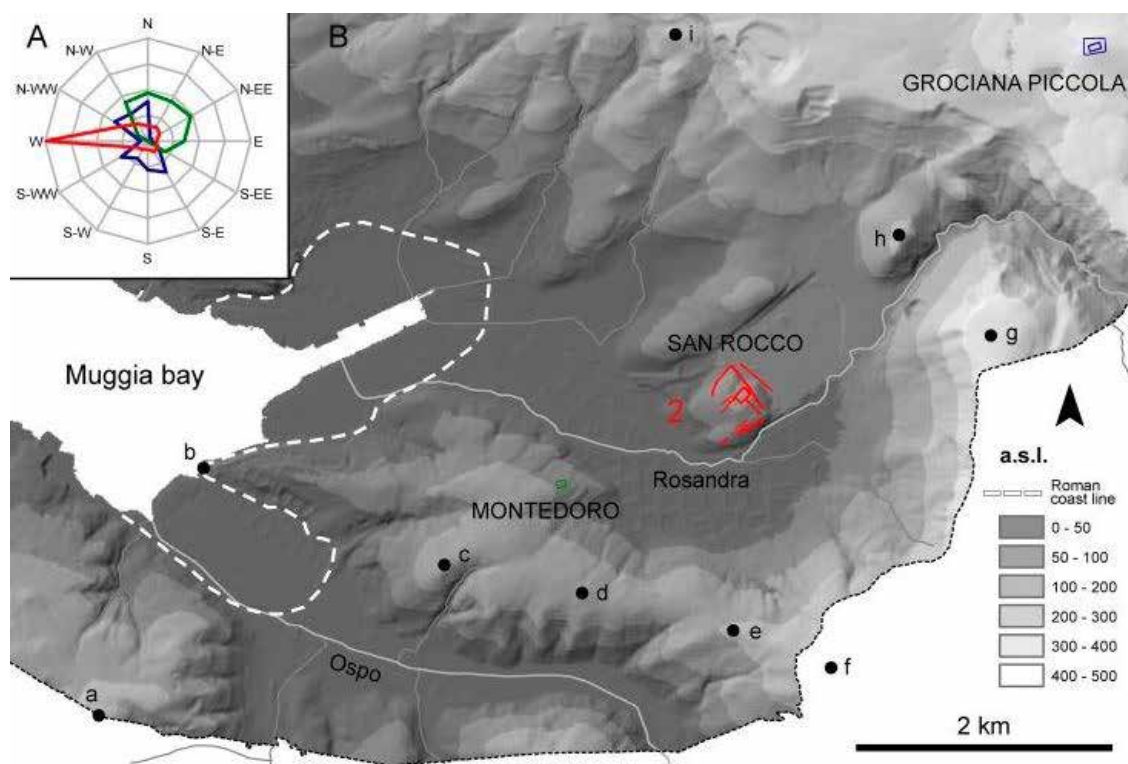 A
N
N-W
N-E
N-WW
N-EE
W
E
S-WW
S-EE
S-W
S-E
S
B
i
GROCIANA PICCOLA
h
g
SAN ROCCO
2
Muggia bay
b
Rosandra
MONTEDORO
c
d
e
f
Ospo
a
a.s.l.
Roman
coast line
0 - 50
50 - 100
100 - 200
200 - 300
300 - 400
400 - 500
2 km